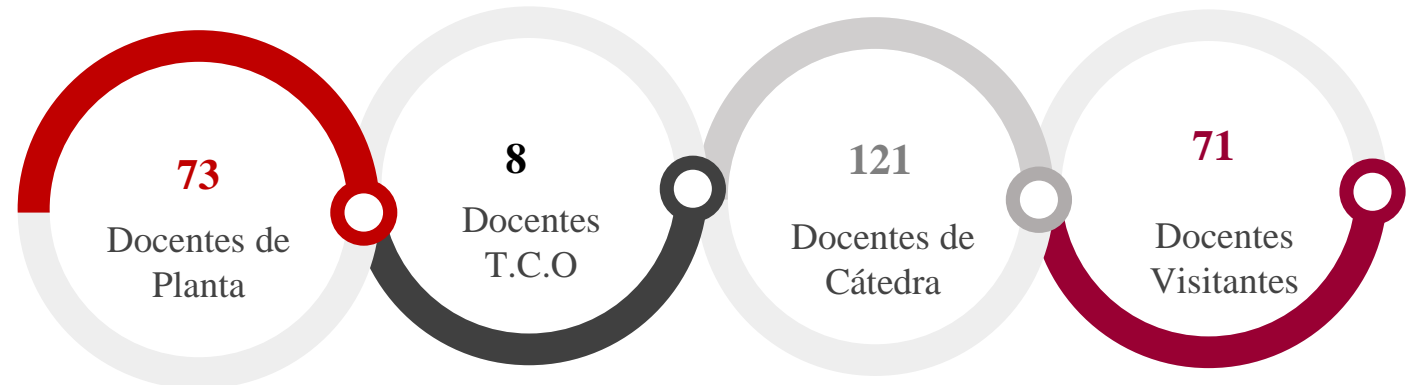 73
Docentes de
Planta
8
Docentes
T.C.O
121
Docentes de
Cátedra
71
Docentes
Visitantes